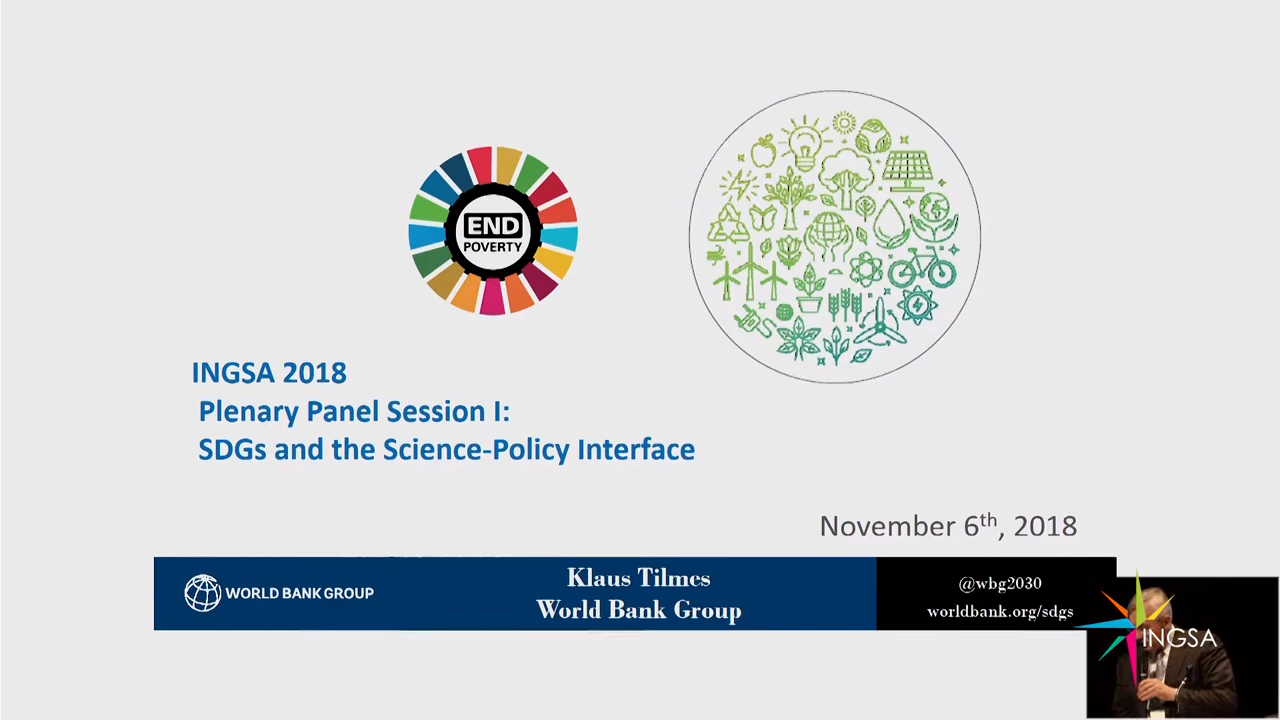 END
POVERTY
INGSA 2018
Plenary Panel Session I:
SDGs and the Science-Policy Interface
November 6th, 2018
WORLD BANK GROUP
Klaus Tilmes
World Bank Group
@wbg2030
worldbank.org/sdgs
INGSA